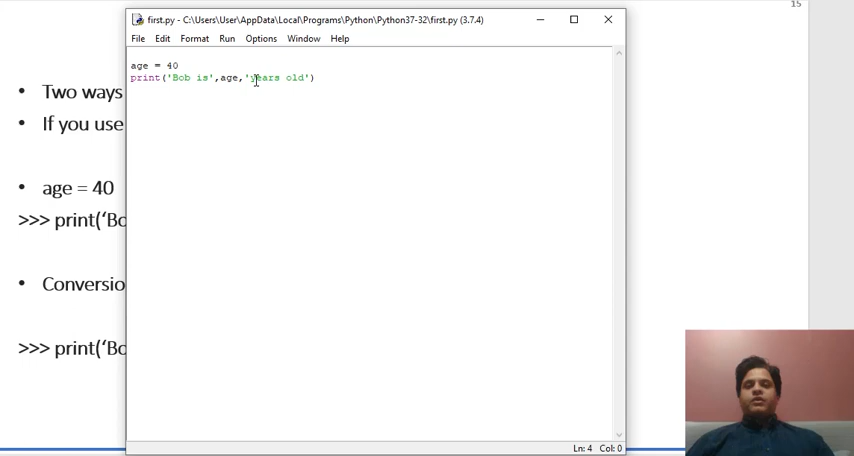 15
first.py - C:\Users\User\AppData\Local\Programs\Python\Python37-32\first.py (3.7.4)
File Edit Format Run Options Window Help
age = 40
print('Bob is',age,'years old')
• Two ways
• If you use
• age = 40
>>> print(‘Bo
• Conversio
>>> print(‘Bo
Ln: 4 Col: 0